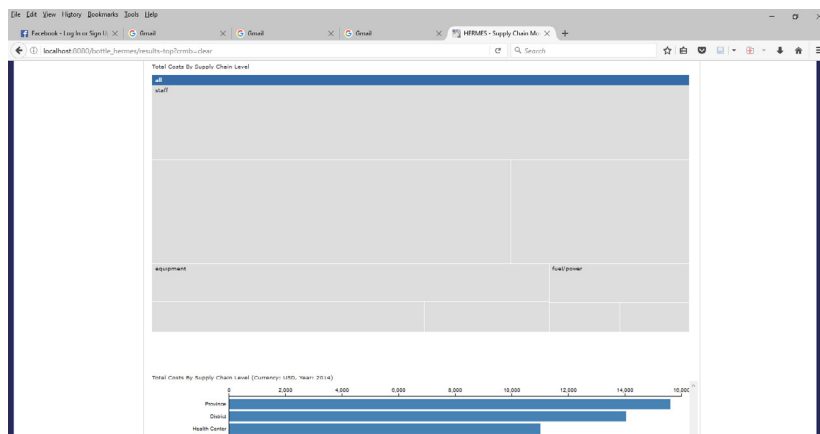 File Edit View History Bookmarks Tools Help
Facebook - Log In or Sign U
Gmail
Gmail
Gmail
HERMES - Supply Chain Mo
localhost:8080/bottle_hermes/results-top?crmb=clear
Search
Total Costs By Supply Chain Level
all
staff
equipment
fuel/power
Total Costs By Supply Chain Level (Currency: USD, Year: 2014)
0 2,000 4,000 6,000 8,000 10,000 12,000 14,000 16,000
Province
District
Health Center